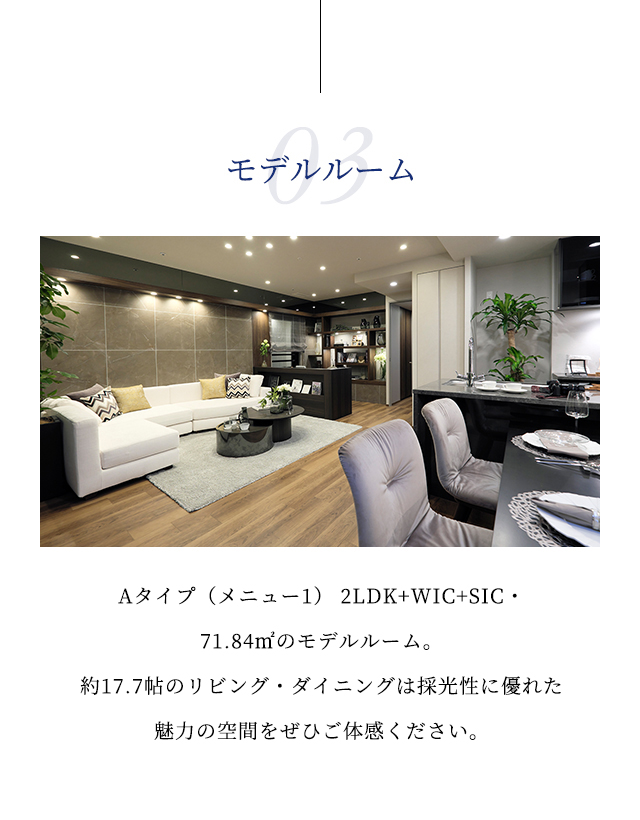 03
モデルルーム
Aタイプ（メニュー1） 2LDK+WIC+SIC・
71.84㎡のモデルルーム。
約17.7帖のリビング・ダイニングは採光性に優れた
魅力の空間をぜひご体感ください。